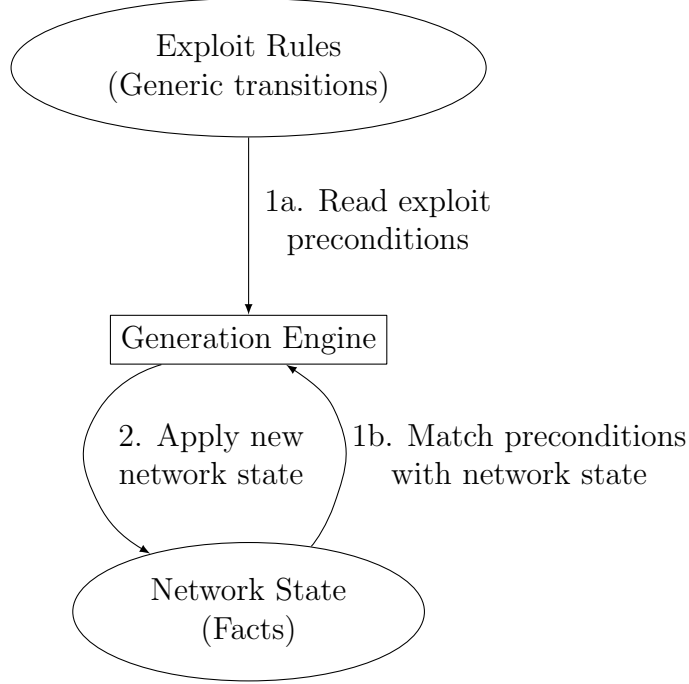 Exploit Rules
(Generic transitions)
1a. Read exploit
preconditions
Generation Engine
2. Apply new
network state
1b. Match preconditions
with network state
Network State
(Facts)